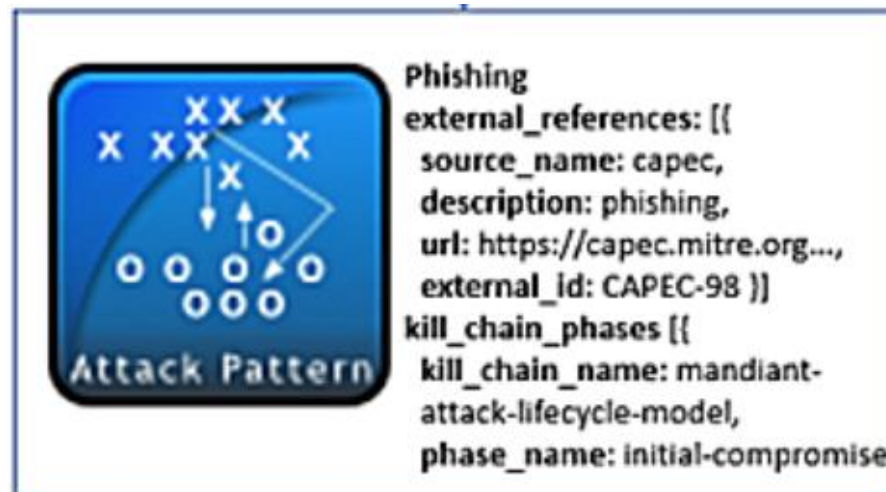 X X X
X X X X
X
O
O O O O
O O O
Attack Pattern
Phishing
external_references: [{
source_name: capec,
description: phishing,
url: https://capec.mitre.org...,
external_id: CAPEC-98 }]
kill_chain_phases [{
kill_chain_name: mandiant-
attack-lifecycle-model,
phase_name: initial-compromise